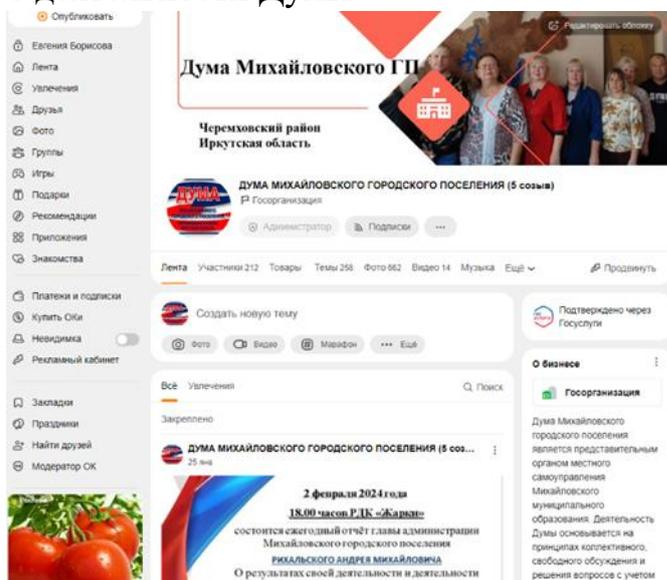 Опубликовать
Евгения Борисова
Лента
Увлечения
Друзья
Фото
Группы
Игры
Подарки
Рекомендации
Приложения
Знакомства
Платежи и подписки
Купить ОКи
Невидимка
Рекламный кабинет
Закладки
Праздники
Найти друзей
Модератор ОК
Редактировать обложку
Дума Михайловского ГП
Черемховский район
Иркутская область
ДУМА
ДУМА МИХАЙЛОВСКОГО ГОРОДСКОГО ПОСЕЛЕНИЯ (5 созыв)
Госорганизация
Администратор
Подписки
Лента Участники 212 Товары Темы 258 Фото 662 Видео 14 Музыка Ещё
Продвинуть
Создать новую тему
Фото Видео Марафон Ещё
Всё Увлечения
Поиск
Закреплено
ДУМА МИХАЙЛОВСКОГО ГОРОДСКОГО ПОСЕЛЕНИЯ (5 соз...
25 янв
2 февраля 2024 года
18.00 часов РДК «Жарки»
состоится ежегодный отчёт главы администрации
Михайловского городского поселения
РИХАЛЬСКОГО АНДРЕЯ МИХАЙЛОВИЧА
О результатах своей деятельности и деятельности
Подтверждено через
Госуслуги
О бизнесе
Госорганизация
Дума Михайловского
городского поселения
является представительным
органом местного
самоуправления
Михайловского
муниципального
образования. Деятельность
Думы основывается на
принципах коллективного,
свободного обсуждения и
решения вопросов с учетом